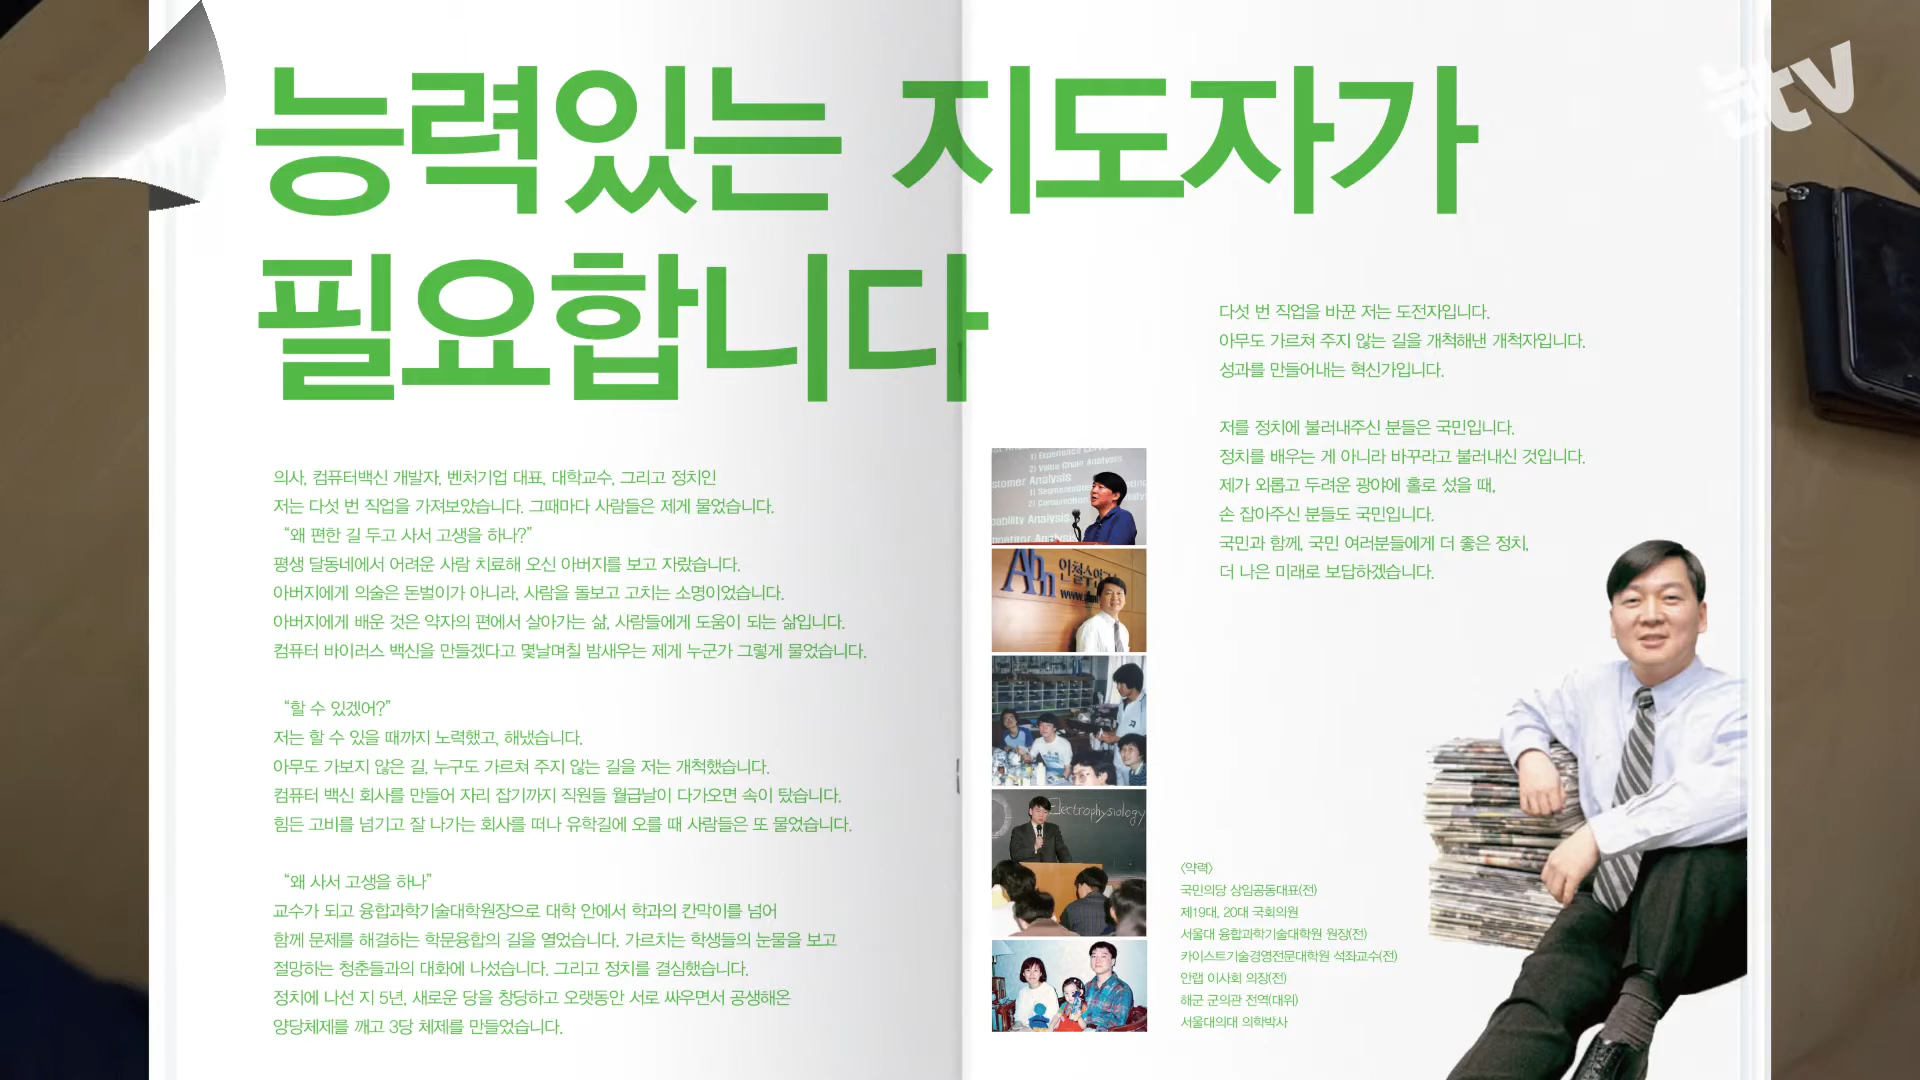 능력있는 지도자가
필요합니다
의사, 컴퓨터백신 개발자, 벤처기업 대표, 대학교수, 그리고 정치인
저는 다섯 번 직업을 가져보았습니다. 그때마다 사람들은 제게 물었습니다.
“왜 편한 길 두고 사서 고생을 하나?”
평생 달동네에서 어려운 사람 치료해 오신 아버지를 보고 자랐습니다.
아버지에게 의술은 돈벌이가 아니라, 사람을 돌보고 고치는 소명이었습니다.
아버지에게 배운 것은 약자의 편에서 살아가는 삶, 사람들에게 도움이 되는 삶입니다.
컴퓨터 바이러스 백신을 만들겠다고 몇날며칠 밤새우는 제게 누군가 그렇게 물었습니다.
“할 수 있겠어?”
저는 할 수 있을 때까지 노력했고, 해냈습니다.
아무도 가보지 않은 길, 누구도 가르쳐 주지 않는 길을 저는 개척했습니다.
컴퓨터 백신 회사를 만들어 자리 잡기까지 직원들 월급날이 다가오면 속이 탔습니다.
힘든 고비를 넘기고 잘 나가는 회사를 떠나 유학길에 오를 때 사람들은 또 물었습니다.
“왜 사서 고생을 하나”
교수가 되고 융합과학기술대학원장으로 대학 안에서 학과의 칸막이를 넘어
함께 문제를 해결하는 학문융합의 길을 열었습니다. 가르치는 학생들의 눈물을 보고
절망하는 청춘들과의 대화에 나섰습니다. 그리고 정치를 결심했습니다.
정치에 나선 지 5년, 새로운 당을 창당하고 오랫동안 서로 싸우면서 공생해온
양당체제를 깨고 3당 체제를 만들었습니다.
다섯 번 직업을 바꾼 저는 도전자입니다.
아무도 가르쳐 주지 않는 길을 개척해낸 개척자입니다.
성과를 만들어내는 혁신가입니다.
저를 정치에 불러내주신 분들은 국민입니다.
정치를 배우는 게 아니라 바꾸라고 불러내신 것입니다.
제가 외롭고 두려운 광야에 홀로 섰을 때,
손 잡아주신 분들도 국민입니다.
국민과 함께, 국민 여러분들에게 더 좋은 정치,
더 나은 미래로 보답하겠습니다.
1) Experience
2) Value Chain Analysis
stomer Analysis
ability Analysis
Ahn
www.
Electrophysiology
〈약력〉
국민의당 상임공동대표(전)
제19대, 20대 국회의원
서울대 융합과학기술대학원 원장(전)
카이스트기술경영전문대학원 석좌교수(전)
안랩 이사회 의장(전)
해군 군의관 전역(대위)
서울대의대 의학박사
tv